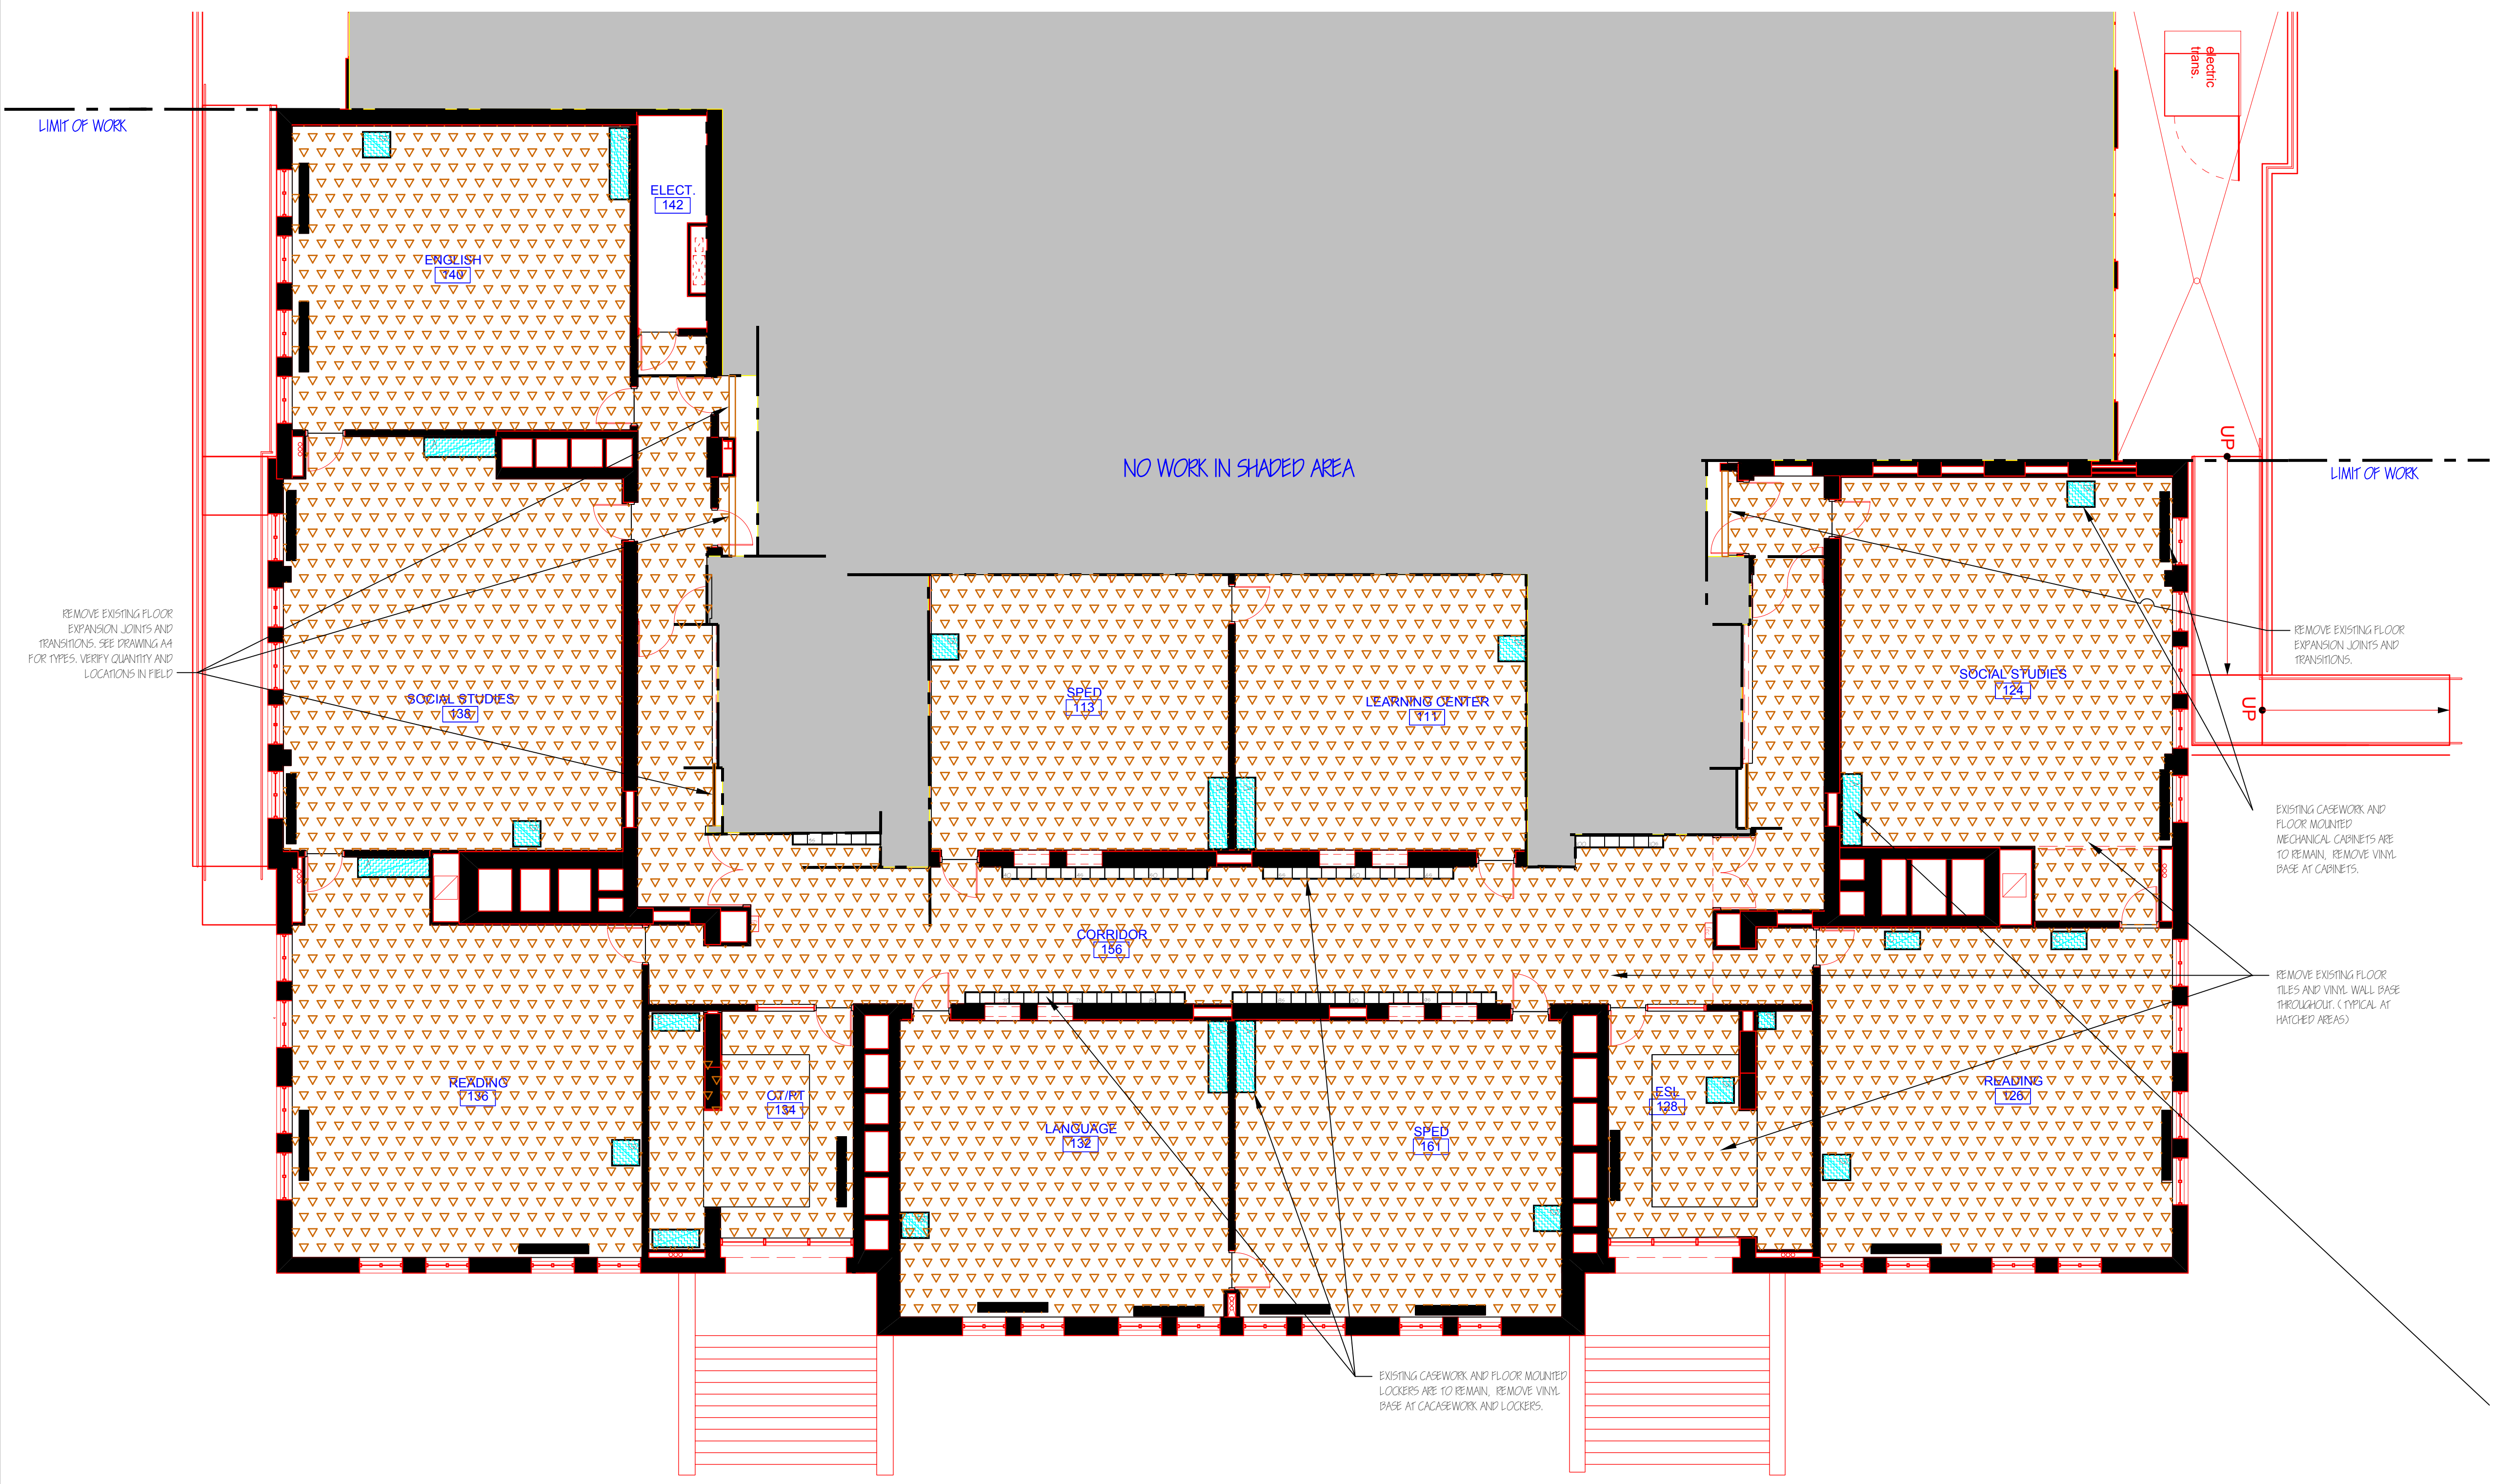 electric
trans.
LIMIT OF WORK
ELECT.
142
ENGLISH
140
UP
NO WORK IN SHADED AREA
LIMIT OF WORK
REMOVE EXISTING FLOOR
EXPANSION JOINTS AND
TRANSITIONS. SEE DRAWING A4
FOR TYPES. VERIFY QUANTITY AND
LOCATIONS IN FIELD
REMOVE EXISTING FLOOR
EXPANSION JOINTS AND
TRANSITIONS.
SOCIAL STUDIES
138
SPED
113
LEARNING CENTER
111
SOCIAL STUDIES
124
UP
EXISTING CASEWORK AND
FLOOR MOUNTED
MECHANICAL CABINETS ARE
TO REMAIN, REMOVE VINYL
BASE AT CABINETS.
CORRIDOR
156
REMOVE EXISTING FLOOR
TILES AND VINYL WALL BASE
THROUGHOUT. ( TYPICAL AT
HATCHED AREAS)
READING
136
OT/PT
134
LANGUAGE
132
SPED
161
ESL
128
READING
126
EXISTING CASEWORK AND FLOOR MOUNTED
LOCKERS ARE TO REMAIN, REMOVE VINYL
BASE AT CACASEWORK AND LOCKERS.